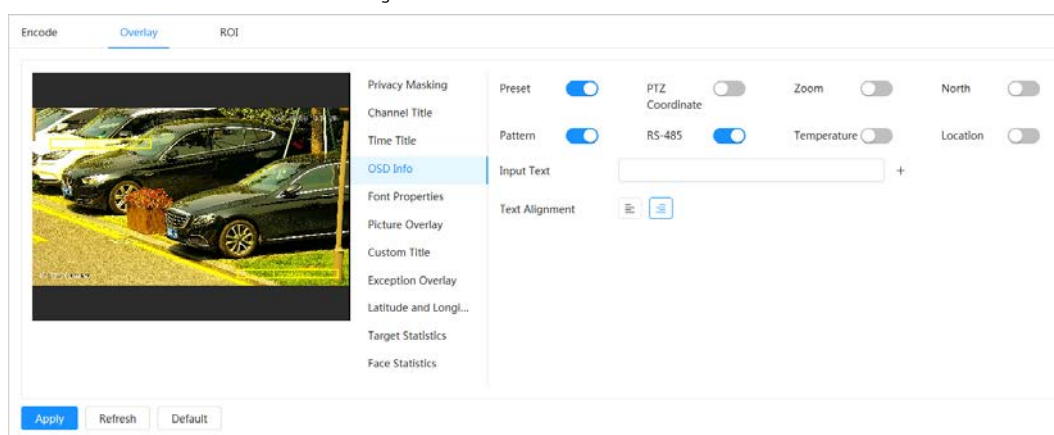 Encode Overlay ROI
Privacy Masking
Channel Title
Time Title
OSD Info
Font Properties
Picture Overlay
Custom Title
Exception Overlay
Latitude and Longi...
Target Statistics
Face Statistics
Preset PTZ Coordinate Zoom North
Pattern RS-485 Temperature Location
Input Text +
Text Alignment
Apply Refresh Default